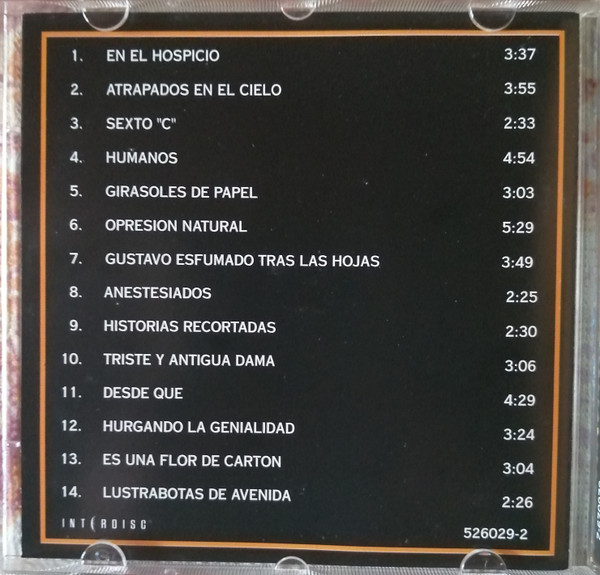 1. EN EL HOSPICIO 3:37
2. ATRAPADOS EN EL CIELO 3:55
3. SEXTO "C" 2:33
4. HUMANOS 4:54
5. GIRASOLES DE PAPEL 3:03
6. OPRESION NATURAL 5:29
7. GUSTAVO ESFUMADO TRAS LAS HOJAS 3:49
8. ANESTESIADOS 2:25
9. HISTORIAS RECORTADAS 2:30
10. TRISTE Y ANTIGUA DAMA 3:06
11. DESDE QUE 4:29
12. HURGANDO LA GENIALIDAD 3:24
13. ES UNA FLOR DE CARTON 3:04
14. LUSTRABOTAS DE AVENIDA 2:26
INTERDISC 526029-2